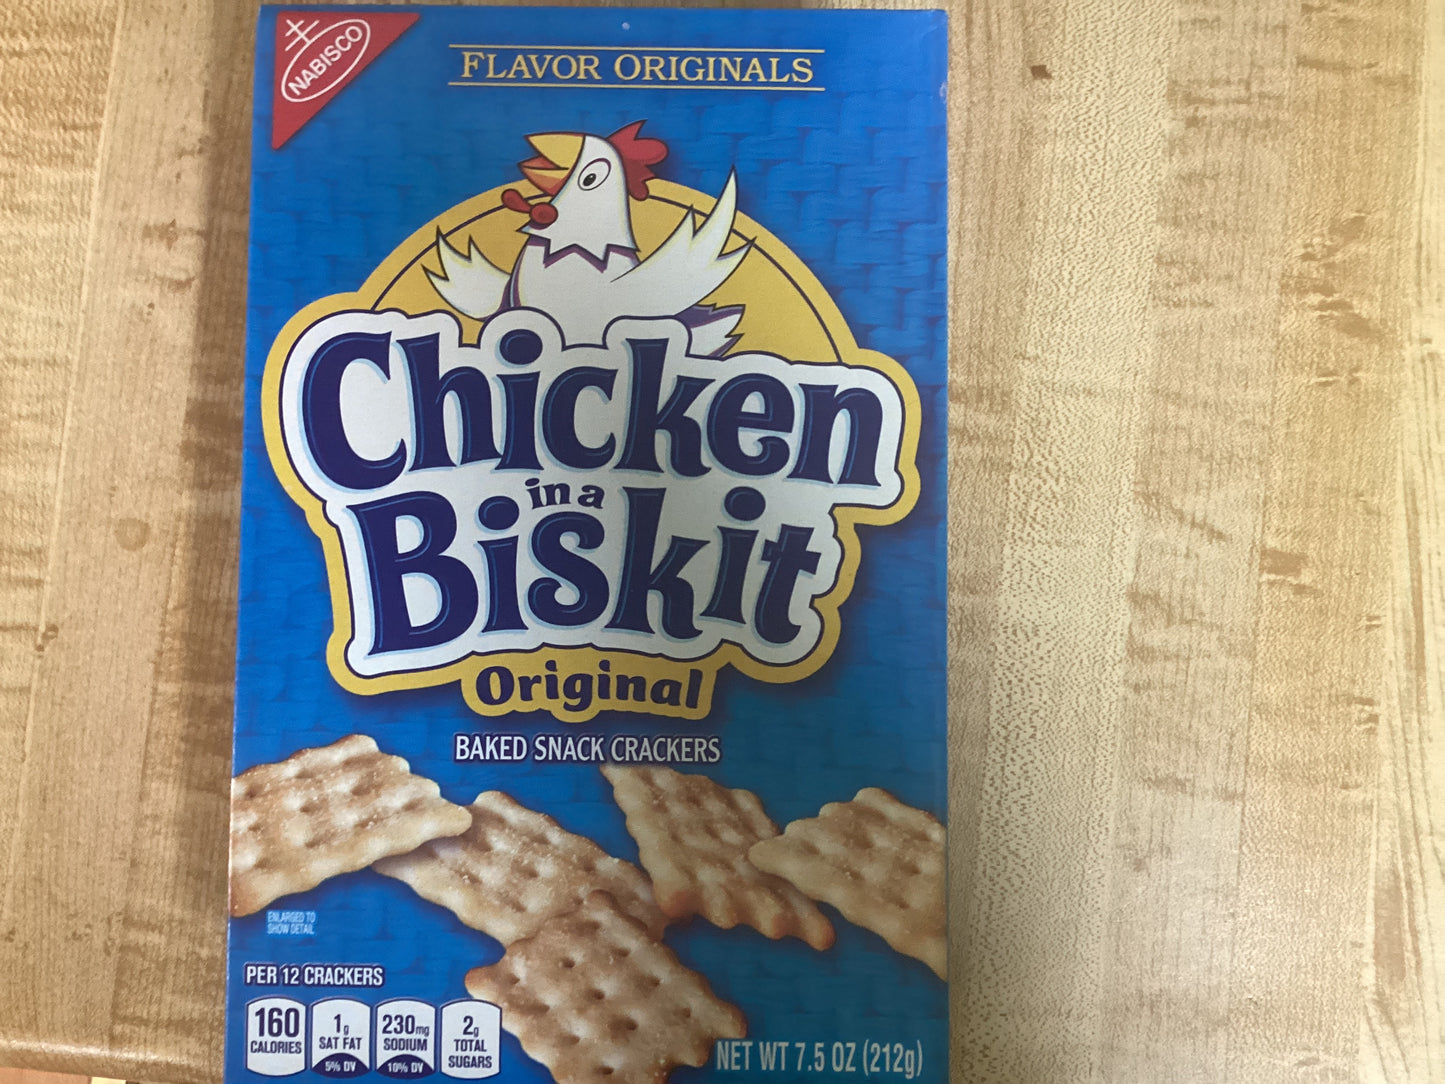 NABISCO
FLAVOR ORIGINALS
Chicken
in a
Biskit
Original
BAKED SNACK CRACKERS
ENLARGED TO
SHOW DETAIL
PER 12 CRACKERS
160
CALORIES
1g
SAT FAT
5% DV
230mg
SODIUM
10% DV
2g
TOTAL
SUGARS
NET WT 7.5 OZ (212g)